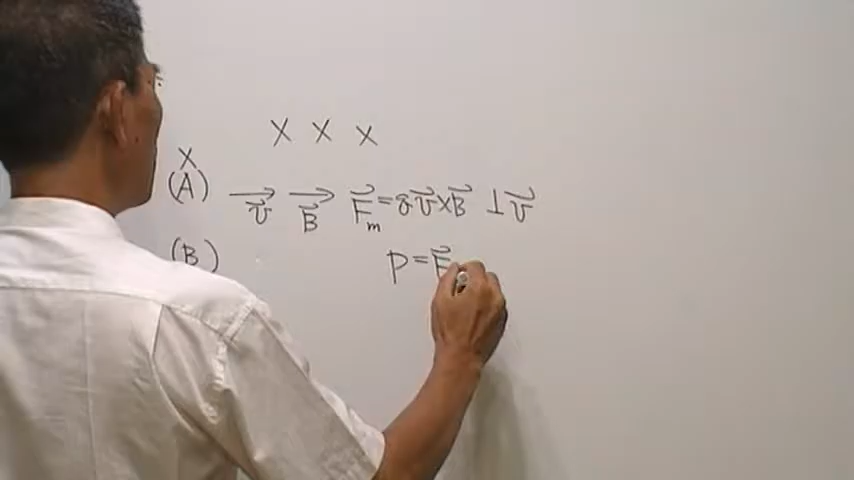 X X X
X
(A) → v⃗ → B⃗ F⃗m = qv⃗ × B⃗ ⊥ v⃗
(B) P = F⃗